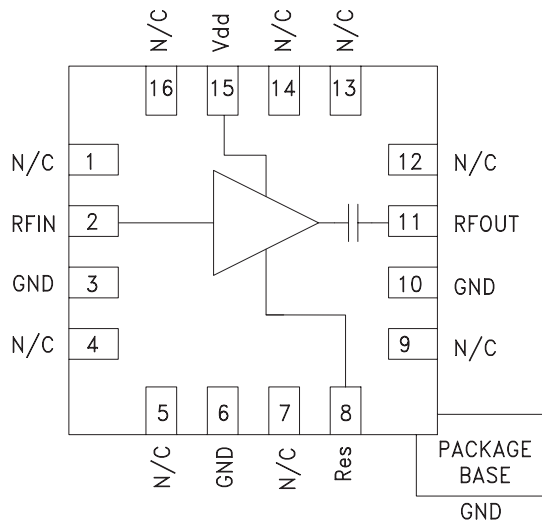 N/C
Vdd
N/C
N/C
16
15
14
13
N/C
1
12
N/C
RFIN
2
11
RFOUT
GND
3
10
GND
N/C
4
9
N/C
5
6
7
8
N/C
GND
N/C
Res
PACKAGE
BASE
GND